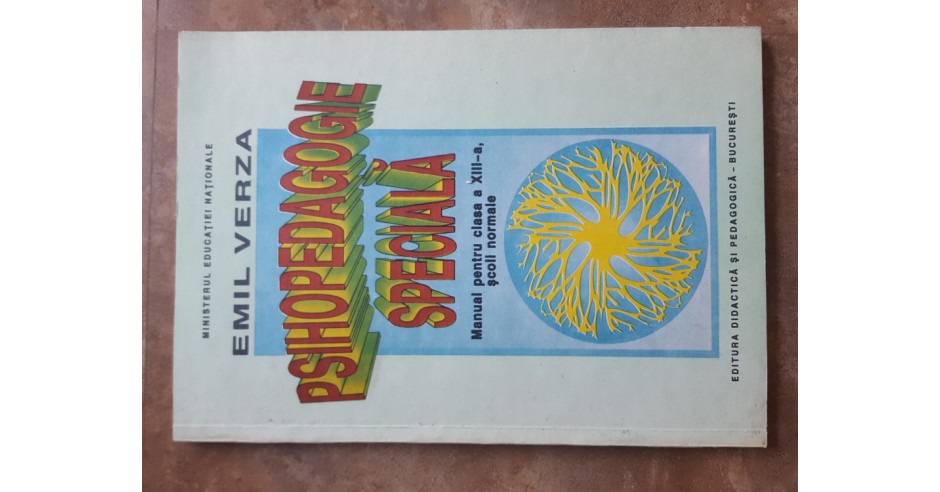 MINISTERUL EDUCAȚIEI NAȚIONALE
EMIL VERZA
PSIHOPEDAGOGIE
SPECIALĂ
Manual pentru clasa a XIII-a,
școli normale
EDITURA DIDACTICĂ ȘI PEDAGOGICĂ - BUCUREȘTI